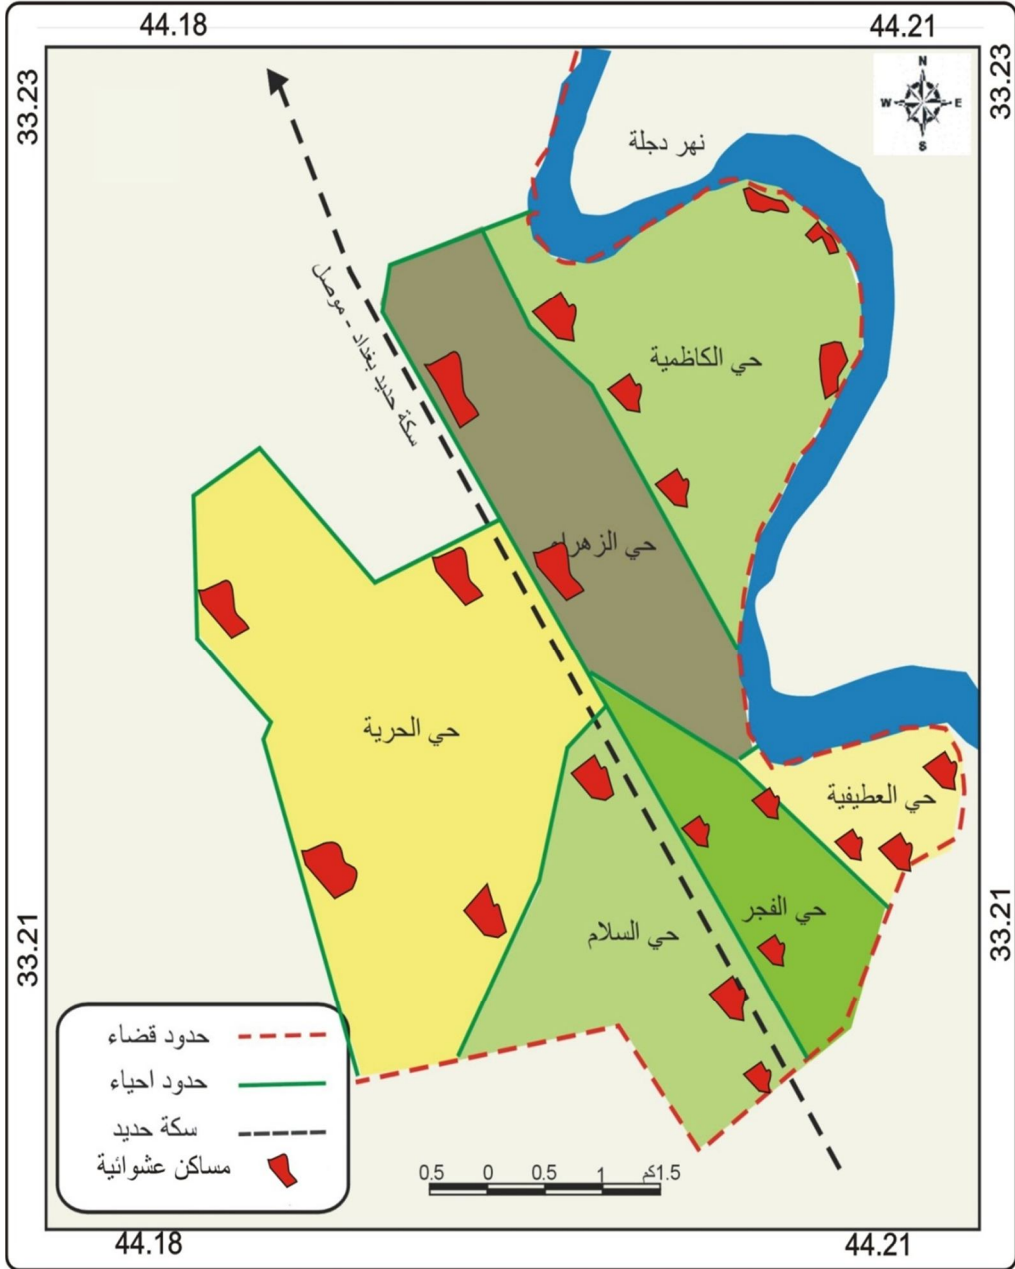 44.18
44.21
33.23
33.23
N
W
E
S
نهر دجلة
سكة حديد بغداد - موصل
حي الكاظمية
حي الزهراء
حي الحرية
حي العطيفية
حي الفجر
حي السلام
33.21
33.21
حدود قضاء
حدود احياء
سكة حديد
مساكن عشوائية
0.5 0 0.5 1 1.5كم
44.18
44.21